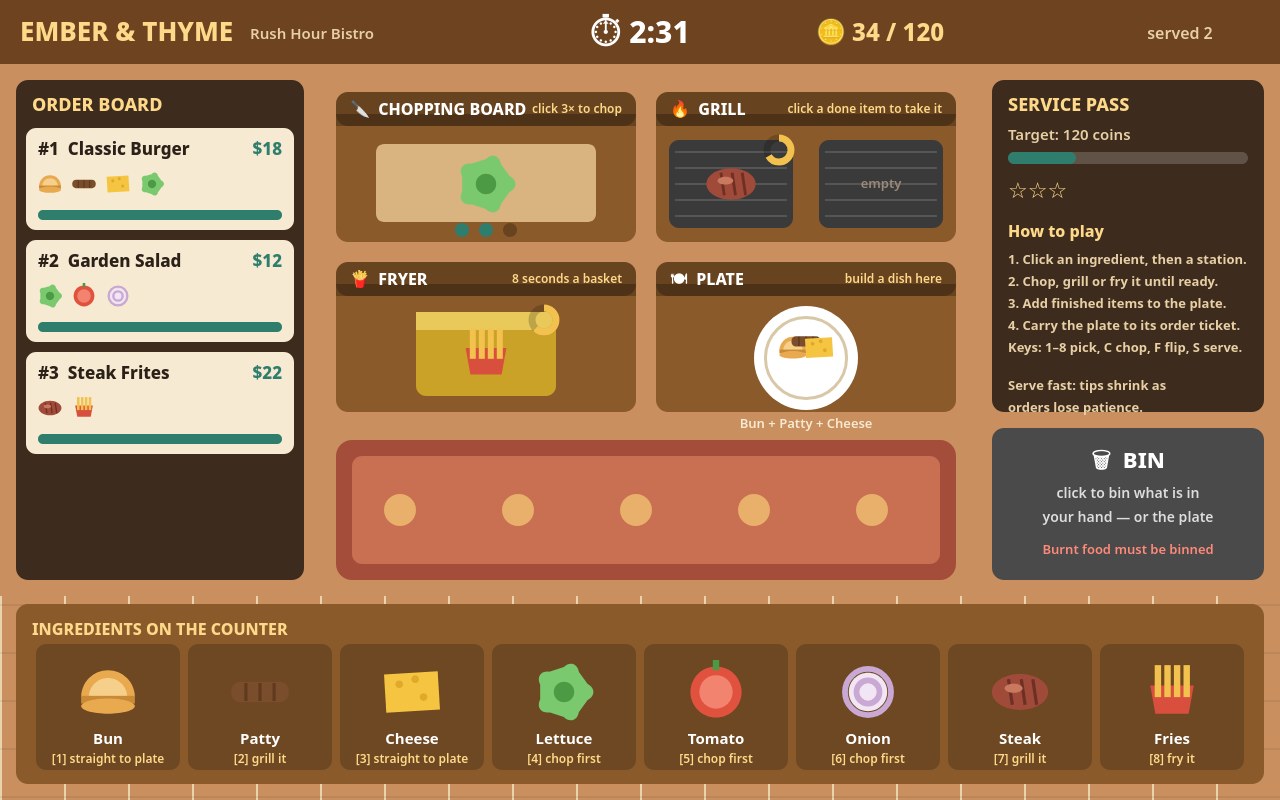 EMBER & THYME Rush Hour Bistro 2:31 34 / 120 served 2
ORDER BOARD
#1 Classic Burger $18
#2 Garden Salad $12
#3 Steak Frites $22
CHOPPING BOARD click 3× to chop
GRILL click a done item to take it
empty
FRYER 8 seconds a basket
PLATE build a dish here
Bun + Patty + Cheese
SERVICE PASS
Target: 120 coins
☆☆☆
How to play
1. Click an ingredient, then a station.
2. Chop, grill or fry it until ready.
3. Add finished items to the plate.
4. Carry the plate to its order ticket.
Keys: 1–8 pick, C chop, F flip, S serve.
Serve fast: tips shrink as
orders lose patience.
BIN
click to bin what is in
your hand — or the plate
Burnt food must be binned
INGREDIENTS ON THE COUNTER
Bun
[1] straight to plate
Patty
[2] grill it
Cheese
[3] straight to plate
Lettuce
[4] chop first
Tomato
[5] chop first
Onion
[6] chop first
Steak
[7] grill it
Fries
[8] fry it